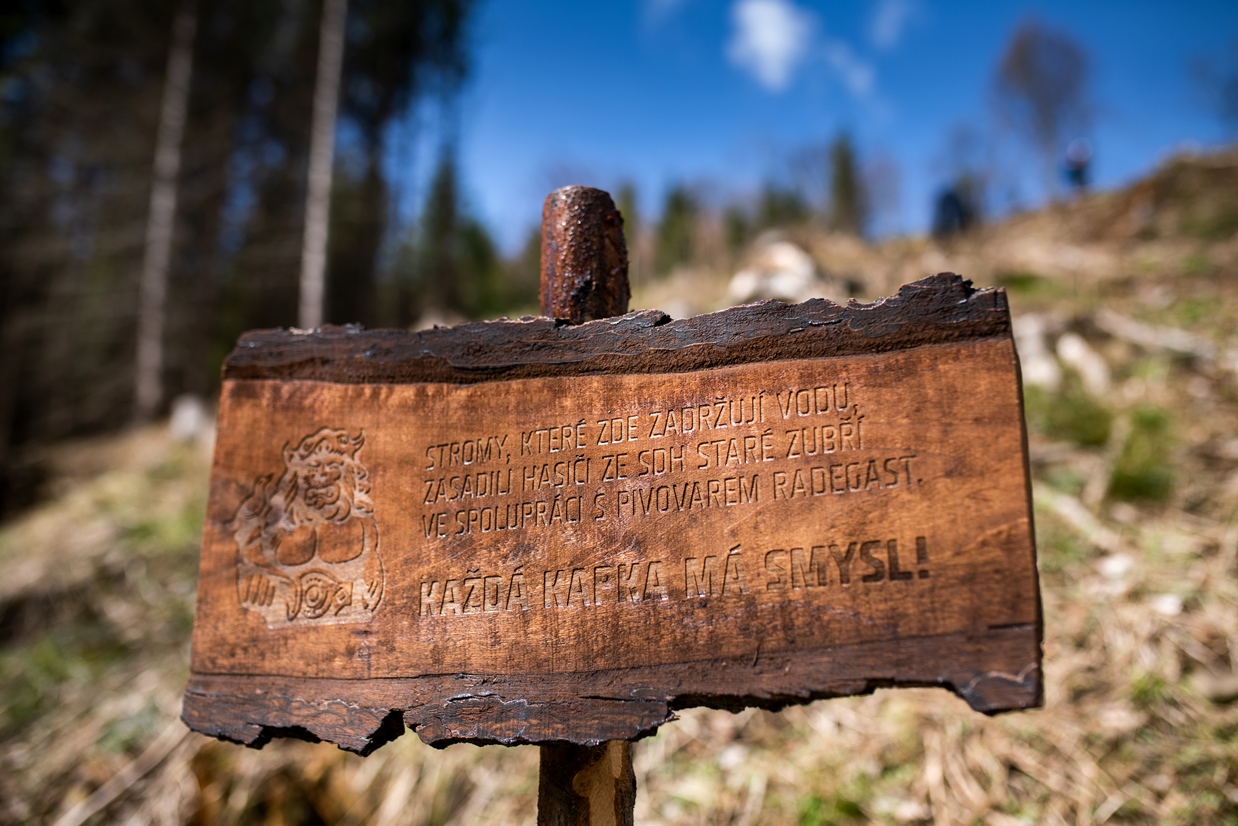 STROMY, KTERÉ ZDE ZADRŽUJÍ VODU,
ZASADILI HASIČI ZE SDH STARÉ ZUBŘÍ
VE SPOLUPRÁCI S PIVOVAREM RADEGAST.
KAŽDÁ KAPKA MÁ SMYSL!